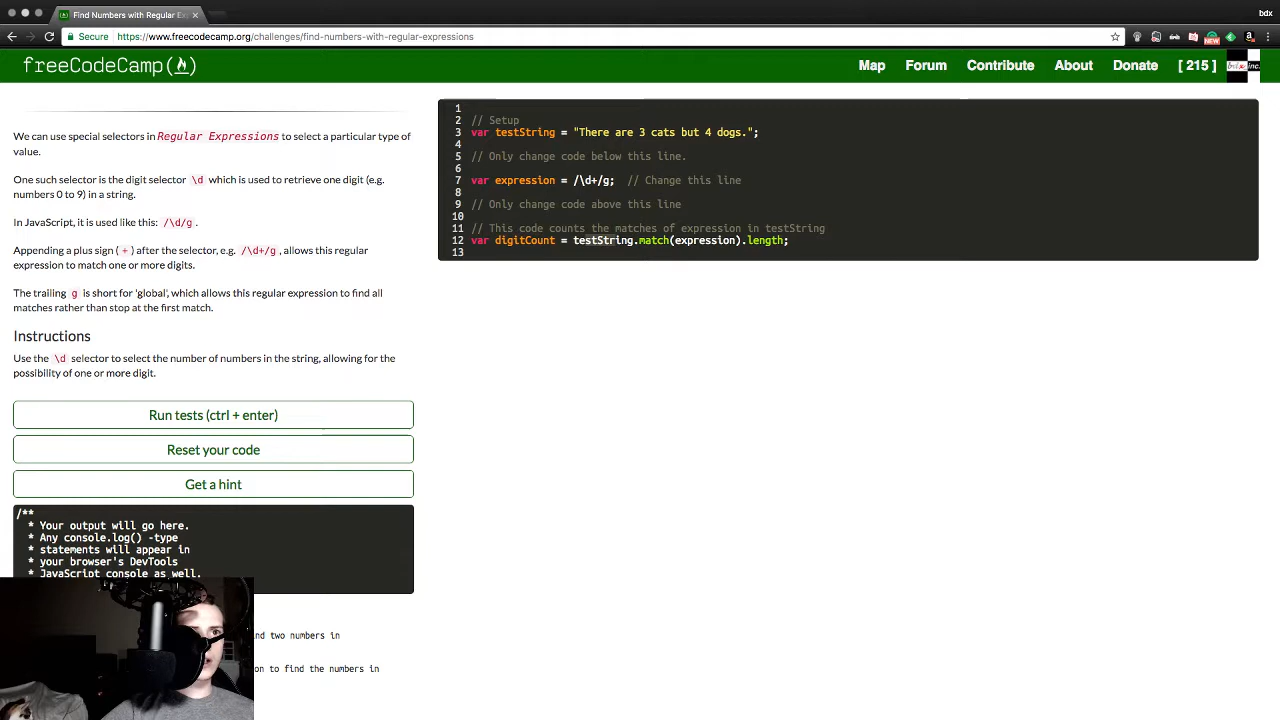 Find Numbers with Regular Ex
bdx
Secure https://www.freecodecamp.org/challenges/find-numbers-with-regular-expressions
NEW
freeCodeCamp(
Map Forum Contribute About Donate [ 215 ]
bdx inc.
We can use special selectors in Regular Expressions to select a particular type of
value.
One such selector is the digit selector \d which is used to retrieve one digit (e.g.
numbers 0 to 9) in a string.
In JavaScript, it is used like this: /\d/g .
Appending a plus sign ( + ) after the selector, e.g. /\d+/g , allows this regular
expression to match one or more digits.
The trailing g is short for 'global', which allows this regular expression to find all
matches rather than stop at the first match.
Instructions
Use the \d selector to select the number of numbers in the string, allowing for the
possibility of one or more digit.
Run tests (ctrl + enter)
Reset your code
Get a hint
/**
* Your output will go here.
* Any console.log() -type
* statements will appear in
* your browser's DevTools
* JavaScript console as well.
nd two numbers in
on to find the numbers in
1
2 // Setup
3 var testString = "There are 3 cats but 4 dogs.";
4
5 // Only change code below this line.
6
7 var expression = /\d+/g; // Change this line
8
9 // Only change code above this line
10
11 // This code counts the matches of expression in testString
12 var digitCount = testString.match(expression).length;
13